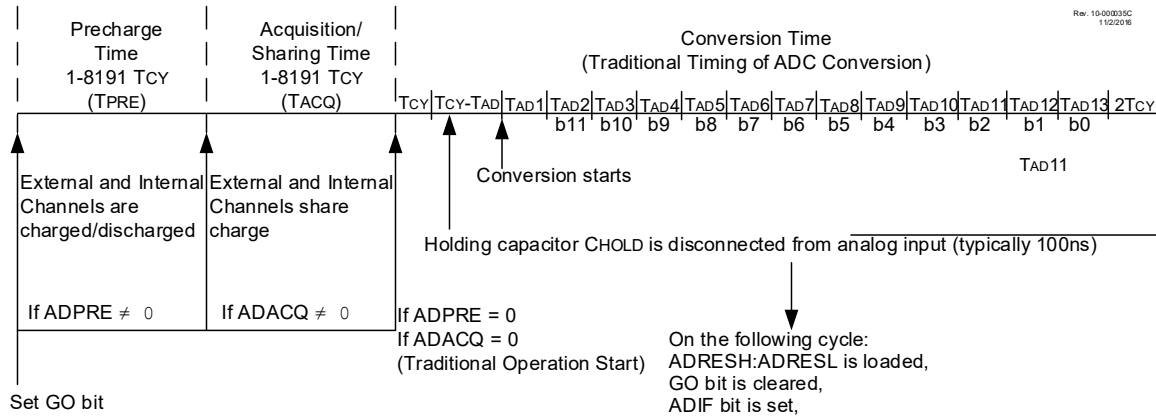 Rev. 10-000035C
11/2/2016
Precharge
Time
1-8191 TCY
(TPRE)
Acquisition/
Sharing Time
1-8191 TCY
(TACQ)
Conversion Time
(Traditional Timing of ADC Conversion)
TCY TCY-TAD TAD1 TAD2 TAD3 TAD4 TAD5 TAD6 TAD7 TAD8 TAD9 TAD10 TAD11 TAD12 TAD13 2TCY
b11 b10 b9 b8 b7 b6 b5 b4 b3 b2 b1 b0
TAD11
External and Internal
Channels are
charged/discharged
External and Internal
Channels share
charge
Conversion starts
Holding capacitor CHOLD is disconnected from analog input (typically 100ns)
If ADPRE ≠ 0
If ADACQ ≠ 0
If ADPRE = 0
If ADACQ = 0
(Traditional Operation Start)
On the following cycle:
ADRESH:ADRESL is loaded,
GO bit is cleared,
ADIF bit is set,
Set GO bit